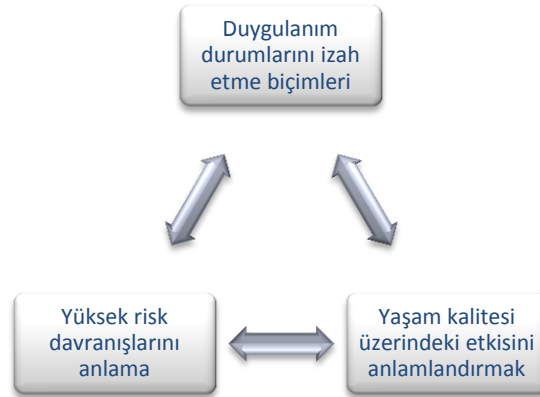 Duygulanım
durumlarını izah
etme biçimleri
Yüksek risk
davranışlarını
anlama
Yaşam kalitesi
üzerindeki etkisini
anlamlandırmak